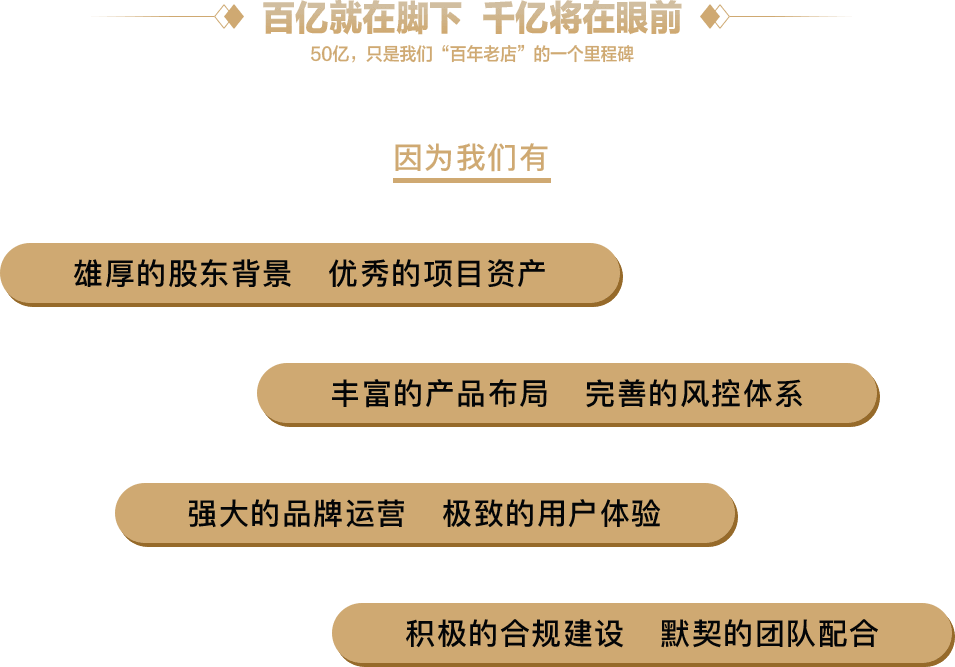 百亿就在脚下 千亿将在眼前
50亿，只是我们“百年老店”的一个里程碑
因为我们有
雄厚的股东背景 优秀的项目资产
丰富的产品布局 完善的风控体系
强大的品牌运营 极致的用户体验
积极的合规建设 默契的团队配合